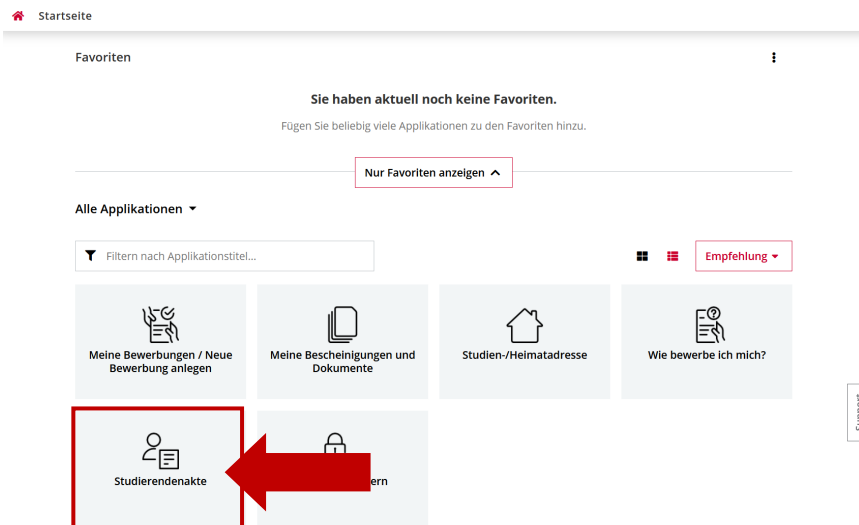 Startseite
Favoriten
Sie haben aktuell noch keine Favoriten.
Fügen Sie beliebig viele Applikationen zu den Favoriten hinzu.
Nur Favoriten anzeigen
Alle Applikationen
Filtern nach Applikationstitel...
Empfehlung
Meine Bewerbungen / Neue
Bewerbung anlegen
Meine Bescheinigungen und
Dokumente
Studien-/Heimatadresse
Wie bewerbe ich mich?
Support
Studierendenakte